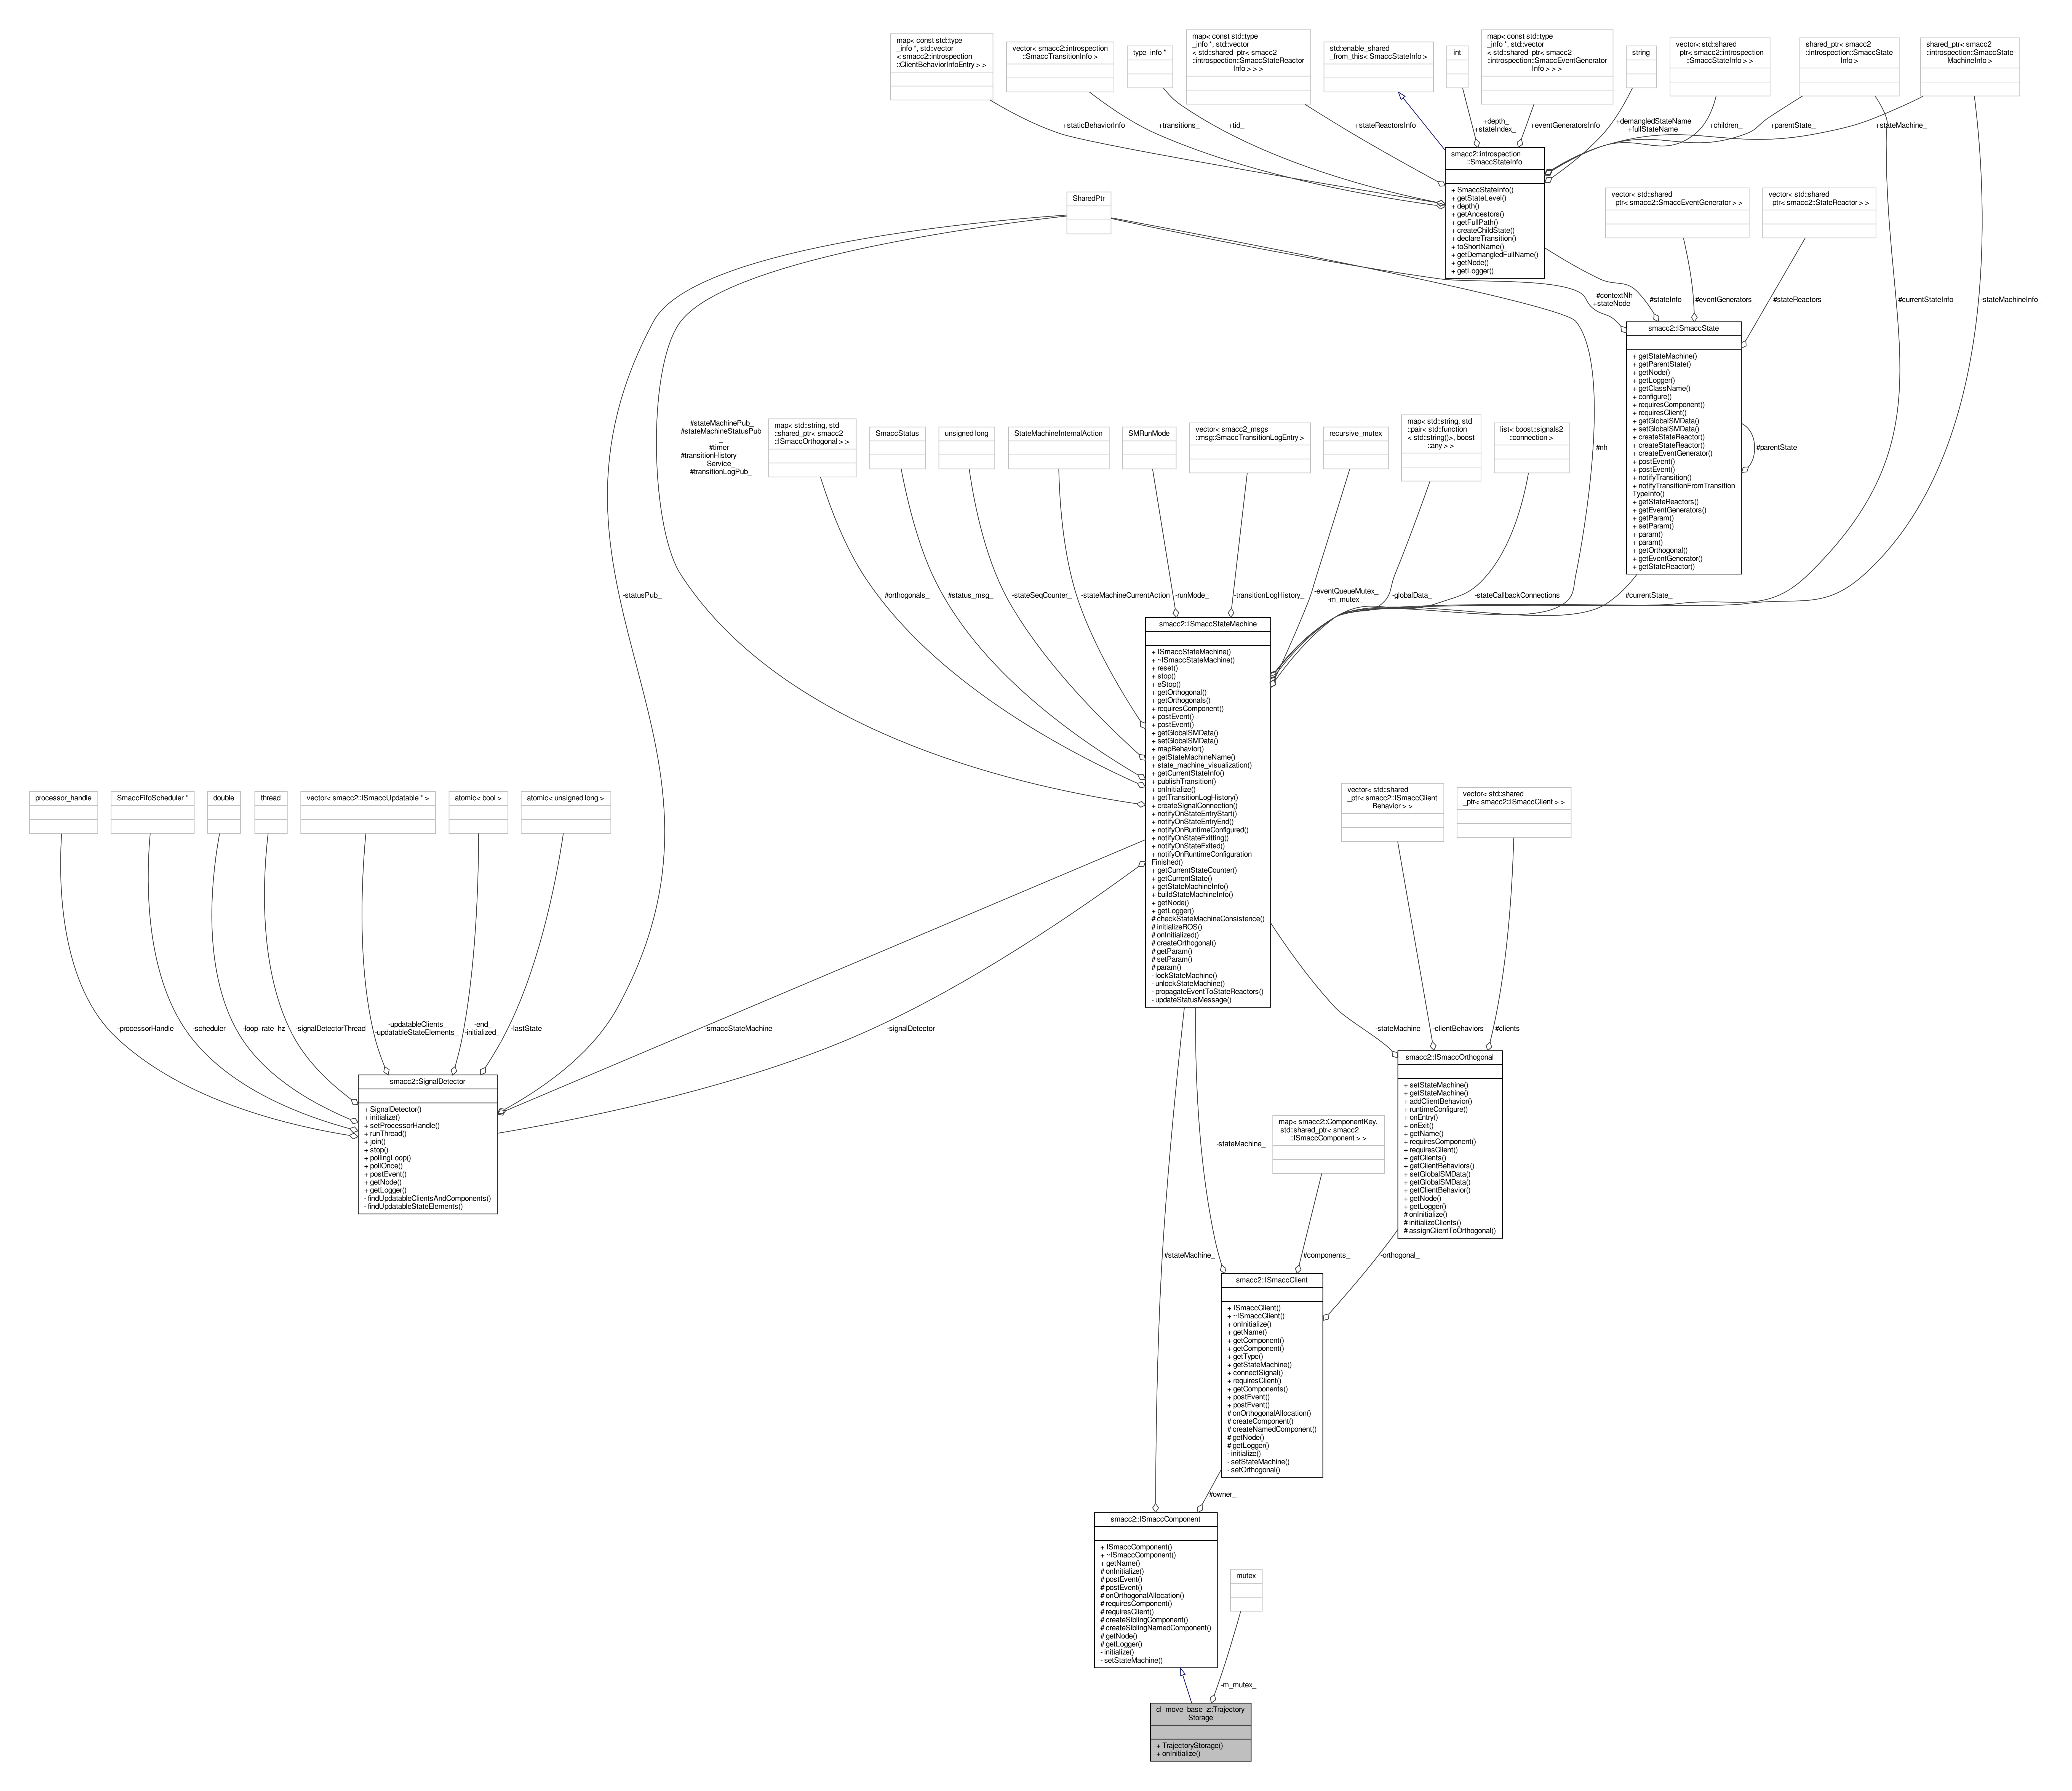 map< const std::type
_info *, std::vector
< smacc2::introspection
::ClientBehaviorInfoEntry > >
vector< smacc2::introspection
::SmaccTransitionInfo >
type_info *
map< const std::type
_info *, std::vector
< std::shared_ptr< smacc2
::introspection::SmaccStateReactor
Info > > >
std::enable_shared
_from_this< SmaccStateInfo >
int
map< const std::type
_info *, std::vector
< std::shared_ptr< smacc2
::introspection::SmaccEventGenerator
Info > > >
string
vector< std::shared
_ptr< smacc2::introspection
::SmaccStateInfo > >
shared_ptr< smacc2
::introspection::SmaccState
Info >
shared_ptr< smacc2
::introspection::SmaccState
MachineInfo >
+staticBehaviorInfo
+transitions_
+tid_
+stateReactorsInfo
+depth_
+stateIndex_
+eventGeneratorsInfo
+demangledStateName
+fullStateName
+children_
+parentState_
+stateMachine_
smacc2::introspection
::SmaccStateInfo
+ SmaccStateInfo()
+ getStateLevel()
+ depth()
+ getAncestors()
+ getFullPath()
+ createChildState()
+ declareTransition()
+ toShortName()
+ getDemangledFullName()
+ getNode()
+ getLogger()
SharedPtr
vector< std::shared
_ptr< smacc2::SmaccEventGenerator > >
vector< std::shared
_ptr< smacc2::StateReactor > >
#contextNh
+stateNode_
#stateInfo_
#eventGenerators_
#stateReactors_
#currentStateInfo_
-stateMachineInfo_
smacc2::ISmaccState
+ getStateMachine()
+ getParentState()
+ getNode()
+ getLogger()
+ getClassName()
+ configure()
+ requiresComponent()
+ requiresClient()
+ getGlobalSMData()
+ setGlobalSMData()
+ createStateReactor()
+ createStateReactor()
+ createEventGenerator()
+ postEvent()
+ postEvent()
+ notifyTransition()
+ notifyTransitionFromTransition
TypeInfo()
+ getStateReactors()
+ getEventGenerators()
+ getParam()
+ setParam()
+ param()
+ param()
+ getOrthogonal()
+ getEventGenerator()
+ getStateReactor()
#parentState_
#stateMachinePub_
#stateMachineStatusPub
_
#timer_
#transitionHistory
Service_
#transitionLogPub_
map< std::string, std
::shared_ptr< smacc2
::ISmaccOrthogonal > >
SmaccStatus
unsigned long
StateMachineInternalAction
SMRunMode
vector< smacc2_msgs
::msg::SmaccTransitionLogEntry >
recursive_mutex
map< std::string, std
::pair< std::function
< std::string()>, boost
::any > >
list< boost::signals2
::connection >
#nh_
-statusPub_
#orthogonals_
#status_msg_
-stateSeqCounter_
-stateMachineCurrentAction
-runMode_
-transitionLogHistory_
-eventQueueMutex_
-m_mutex_
-globalData_
-stateCallbackConnections
#currentState_
smacc2::ISmaccStateMachine
+ ISmaccStateMachine()
+ ~ISmaccStateMachine()
+ reset()
+ stop()
+ eStop()
+ getOrthogonal()
+ getOrthogonals()
+ requiresComponent()
+ postEvent()
+ postEvent()
+ getGlobalSMData()
+ setGlobalSMData()
+ mapBehavior()
+ getStateMachineName()
+ state_machine_visualization()
+ getCurrentStateInfo()
+ publishTransition()
+ onInitialize()
+ getTransitionLogHistory()
+ createSignalConnection()
+ notifyOnStateEntryStart()
+ notifyOnStateEntryEnd()
+ notifyOnRuntimeConfigured()
+ notifyOnStateExitting()
+ notifyOnStateExited()
+ notifyOnRuntimeConfiguration
Finished()
+ getCurrentStateCounter()
+ getCurrentState()
+ getStateMachineInfo()
+ buildStateMachineInfo()
+ getNode()
+ getLogger()
# checkStateMachineConsistence()
# initializeROS()
# onInitialized()
# createOrthogonal()
# getParam()
# setParam()
# param()
- lockStateMachine()
- unlockStateMachine()
- propagateEventToStateReactors()
- updateStatusMessage()
processor_handle
SmaccFifoScheduler *
double
thread
vector< smacc2::ISmaccUpdatable * >
atomic< bool >
atomic< unsigned long >
vector< std::shared
_ptr< smacc2::ISmaccClient
Behavior > >
vector< std::shared
_ptr< smacc2::ISmaccClient > >
-processorHandle_
-scheduler_
-loop_rate_hz
-signalDetectorThread_
-updatableClients_
-updatableStateElements_
-end_
-initialized_
-lastState_
-smaccStateMachine_
-signalDetector_
-stateMachine_
-clientBehaviors_
#clients_
smacc2::SignalDetector
+ SignalDetector()
+ initialize()
+ setProcessorHandle()
+ runThread()
+ join()
+ stop()
+ pollingLoop()
+ pollOnce()
+ postEvent()
+ getNode()
+ getLogger()
- findUpdatableClientsAndComponents()
- findUpdatableStateElements()
smacc2::ISmaccOrthogonal
+ setStateMachine()
+ getStateMachine()
+ addClientBehavior()
+ runtimeConfigure()
+ onEntry()
+ onExit()
+ getName()
+ requiresComponent()
+ requiresClient()
+ getClients()
+ getClientBehaviors()
+ setGlobalSMData()
+ getGlobalSMData()
+ getClientBehavior()
+ getNode()
+ getLogger()
# onInitialize()
# initializeClients()
# assignClientToOrthogonal()
map< smacc2::ComponentKey,
std::shared_ptr< smacc2
::ISmaccComponent > >
-stateMachine_
#stateMachine_
#components_
-orthogonal_
smacc2::ISmaccClient
+ ISmaccClient()
+ ~ISmaccClient()
+ onInitialize()
+ getName()
+ getComponent()
+ getComponent()
+ getType()
+ getStateMachine()
+ connectSignal()
+ requiresClient()
+ getComponents()
+ postEvent()
+ postEvent()
# onOrthogonalAllocation()
# createComponent()
# createNamedComponent()
# getNode()
# getLogger()
- initialize()
- setStateMachine()
- setOrthogonal()
#owner_
smacc2::ISmaccComponent
+ ISmaccComponent()
+ ~ISmaccComponent()
+ getName()
# onInitialize()
# postEvent()
# postEvent()
# onOrthogonalAllocation()
# requiresComponent()
# requiresClient()
# createSiblingComponent()
# createSiblingNamedComponent()
# getNode()
# getLogger()
- initialize()
- setStateMachine()
mutex
-m_mutex_
cl_move_base_z::Trajectory
Storage
+ TrajectoryStorage()
+ onInitialize()